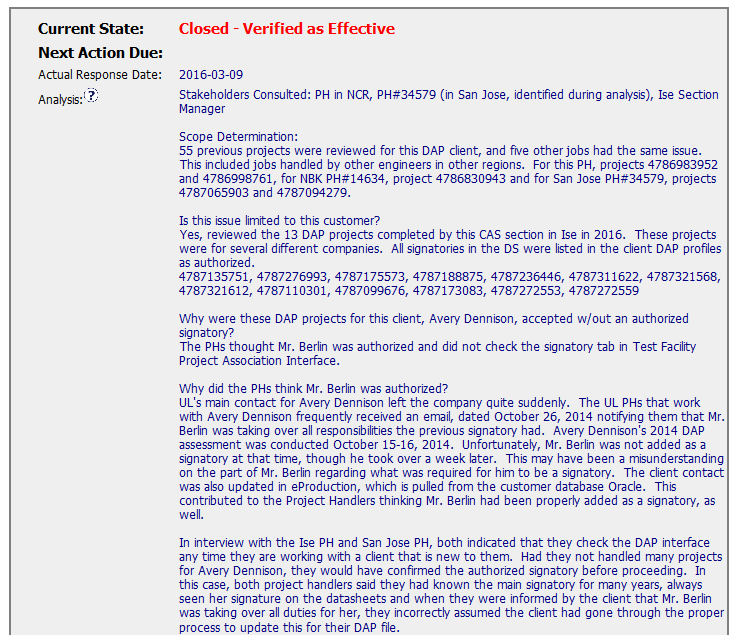 Current State: Closed - Verified as Effective
Next Action Due:
Actual Response Date: 2016-03-09
Analysis: ? Stakeholders Consulted: PH in NCR, PH#34579 (in San Jose, identified during analysis), Ise Section
Manager
Scope Determination:
55 previous projects were reviewed for this DAP client, and five other jobs had the same issue.
This included jobs handled by other engineers in other regions. For this PH, projects 4786983952
and 4786998761, for NBK PH#14634, project 4786830943 and for San Jose PH#34579, projects
4787065903 and 4787094279.
Is this issue limited to this customer?
Yes, reviewed the 13 DAP projects completed by this CAS section in Ise in 2016. These projects
were for several different companies. All signatories in the DS were listed in the client DAP profiles
as authorized.
4787135751, 4787276993, 4787175573, 4787188875, 4787236446, 4787311622, 4787321568,
4787321612, 4787110301, 4787099676, 4787173083, 4787272553, 4787272559
Why were these DAP projects for this client, Avery Dennison, accepted w/out an authorized
signatory?
The PHs thought Mr. Berlin was authorized and did not check the signatory tab in Test Facility
Project Association Interface.
Why did the PHs think Mr. Berlin was authorized?
UL's main contact for Avery Dennison left the company quite suddenly. The UL PHs that work
with Avery Dennison frequently received an email, dated October 26, 2014 notifying them that Mr.
Berlin was taking over all responsibilities the previous signatory had. Avery Dennison's 2014 DAP
assessment was conducted October 15-16, 2014. Unfortunately, Mr. Berlin was not added as a
signatory at that time, though he took over a week later. This may have been a misunderstanding
on the part of Mr. Berlin regarding what was required for him to be a signatory. The client contact
was also updated in eProduction, which is pulled from the customer database Oracle. This
contributed to the Project Handlers thinking Mr. Berlin had been properly added as a signatory, as
well.
In interview with the Ise PH and San Jose PH, both indicated that they check the DAP interface
any time they are working with a client that is new to them. Had they not handled many projects
for Avery Dennison, they would have confirmed the authorized signatory before proceeding. In
this case, both project handlers said they had known the main signatory for many years, always
seen her signature on the datasheets and when they were informed by the client that Mr. Berlin
was taking over all duties for her, they incorrectly assumed the client had gone through the proper
process to update this for their DAP file.